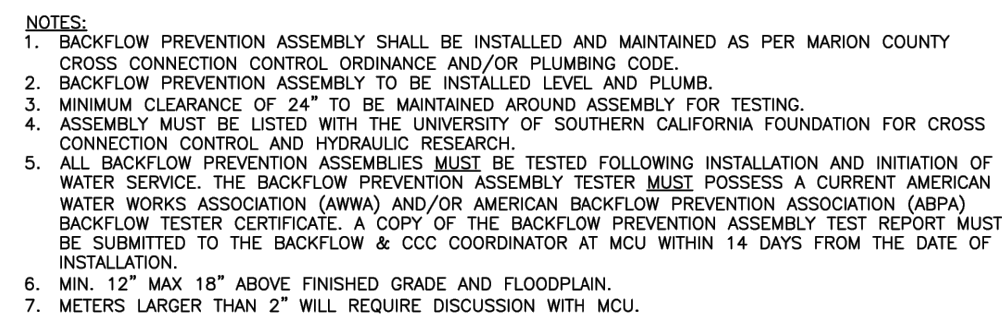 NOTES:
1. BACKFLOW PREVENTION ASSEMBLY SHALL BE INSTALLED AND MAINTAINED AS PER MARION COUNTY
CROSS CONNECTION CONTROL ORDINANCE AND/OR PLUMBING CODE.
2. BACKFLOW PREVENTION ASSEMBLY TO BE INSTALLED LEVEL AND PLUMB.
3. MINIMUM CLEARANCE OF 24" TO BE MAINTAINED AROUND ASSEMBLY FOR TESTING.
4. ASSEMBLY MUST BE LISTED WITH THE UNIVERSITY OF SOUTHERN CALIFORNIA FOUNDATION FOR CROSS
CONNECTION CONTROL AND HYDRAULIC RESEARCH.
5. ALL BACKFLOW PREVENTION ASSEMBLIES MUST BE TESTED FOLLOWING INSTALLATION AND INITIATION OF
WATER SERVICE. THE BACKFLOW PREVENTION ASSEMBLY TESTER MUST POSSESS A CURRENT AMERICAN
WATER WORKS ASSOCIATION (AWWA) AND/OR AMERICAN BACKFLOW PREVENTION ASSOCIATION (ABPA)
BACKFLOW TESTER CERTIFICATE. A COPY OF THE BACKFLOW PREVENTION ASSEMBLY TEST REPORT MUST
BE SUBMITTED TO THE BACKFLOW & CCC COORDINATOR AT MCU WITHIN 14 DAYS FROM THE DATE OF
INSTALLATION.
6. MIN. 12" MAX 18" ABOVE FINISHED GRADE AND FLOODPLAIN.
7. METERS LARGER THAN 2" WILL REQUIRE DISCUSSION WITH MCU.